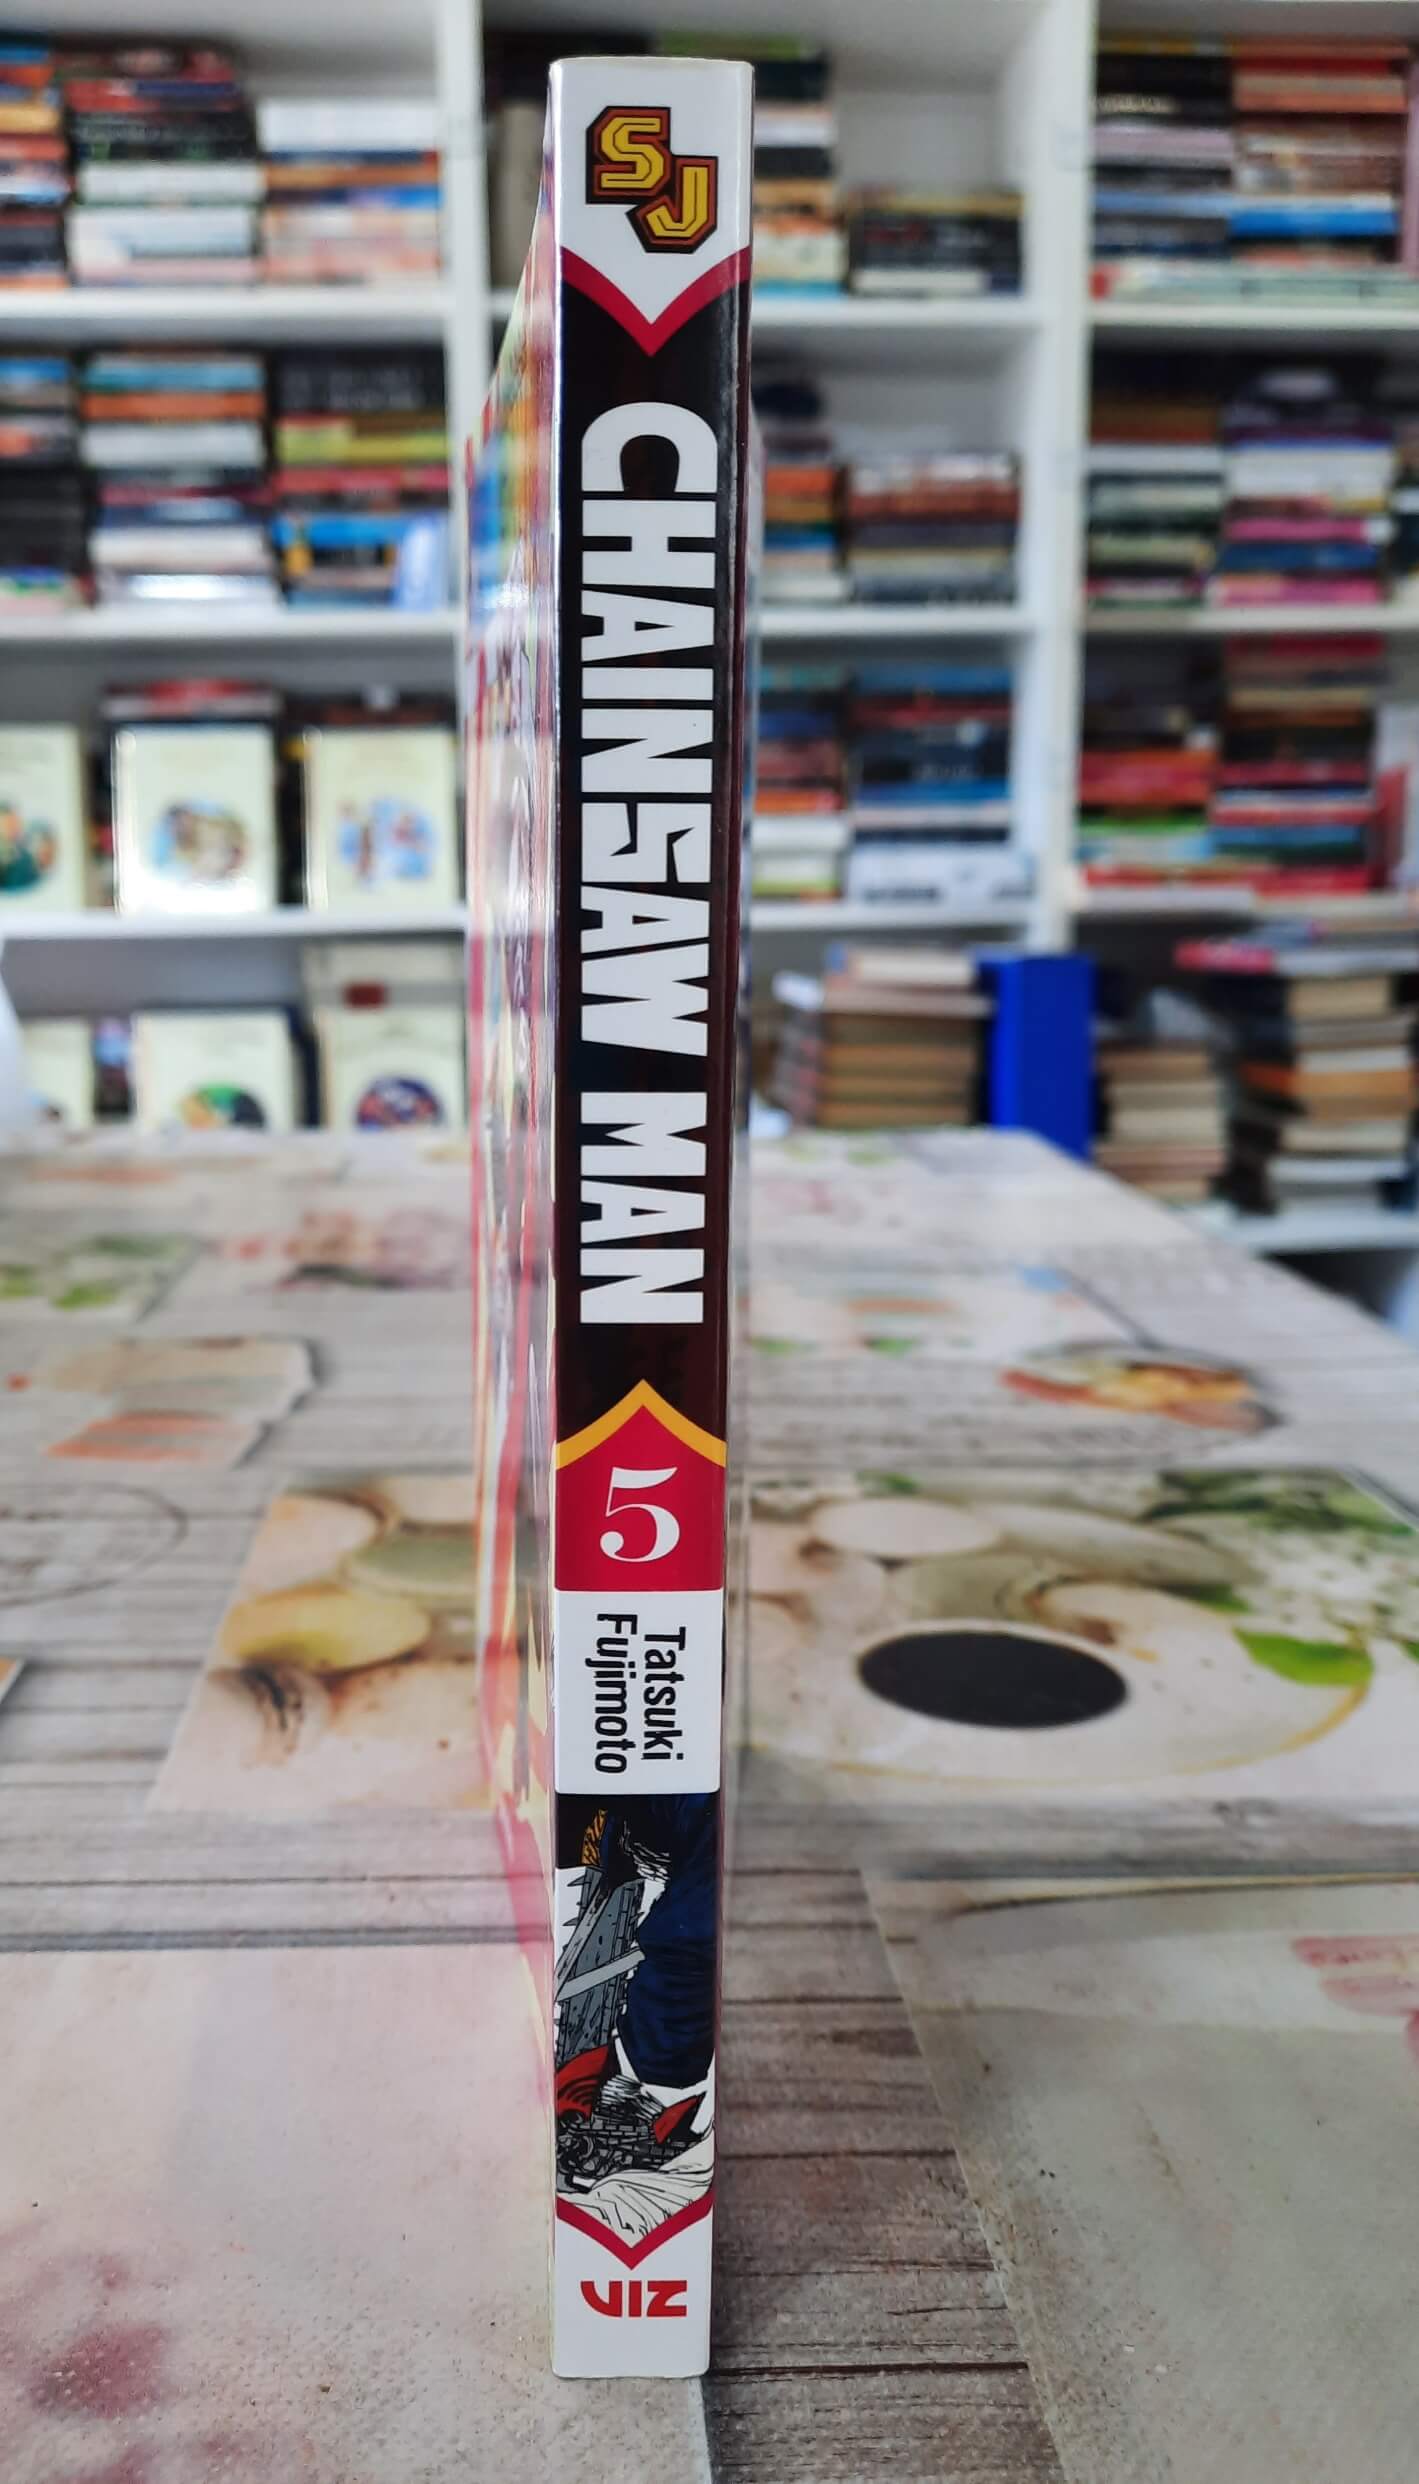 SJ
CHAINSAW MAN
5
Tatsuki
Fujimoto
VIZ